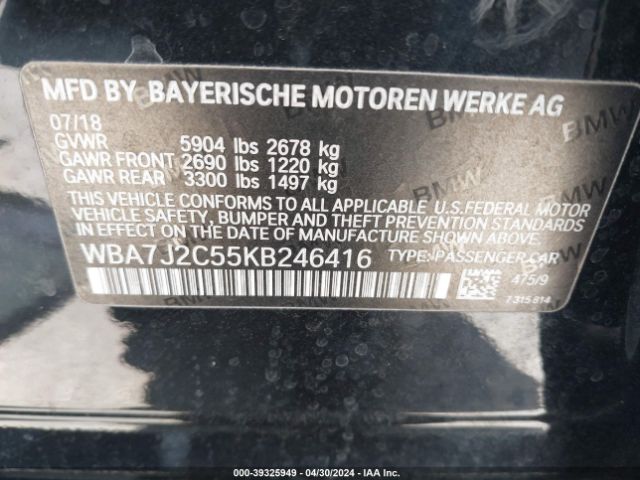 MFD BY BAYERISCHE MOTOREN WERKE AG
07/18
GVWR 5904 lbs 2678 kg
GAWR FRONT 2690 lbs 1220 kg
GAWR REAR 3300 lbs 1497 kg
THIS VEHICLE CONFORMS TO ALL APPLICABLE U.S. FEDERAL MOTOR
VEHICLE SAFETY, BUMPER AND THEFT PREVENTION STANDARDS
IN EFFECT ON THE DATE OF MANUFACTURE SHOWN ABOVE.
WBA7J2C55KB246416 TYPE: PASSENGER CAR
475/9
7 315 814
CONFIDENTIAL - 39325949 - 04/30/2024 - IAA Inc.